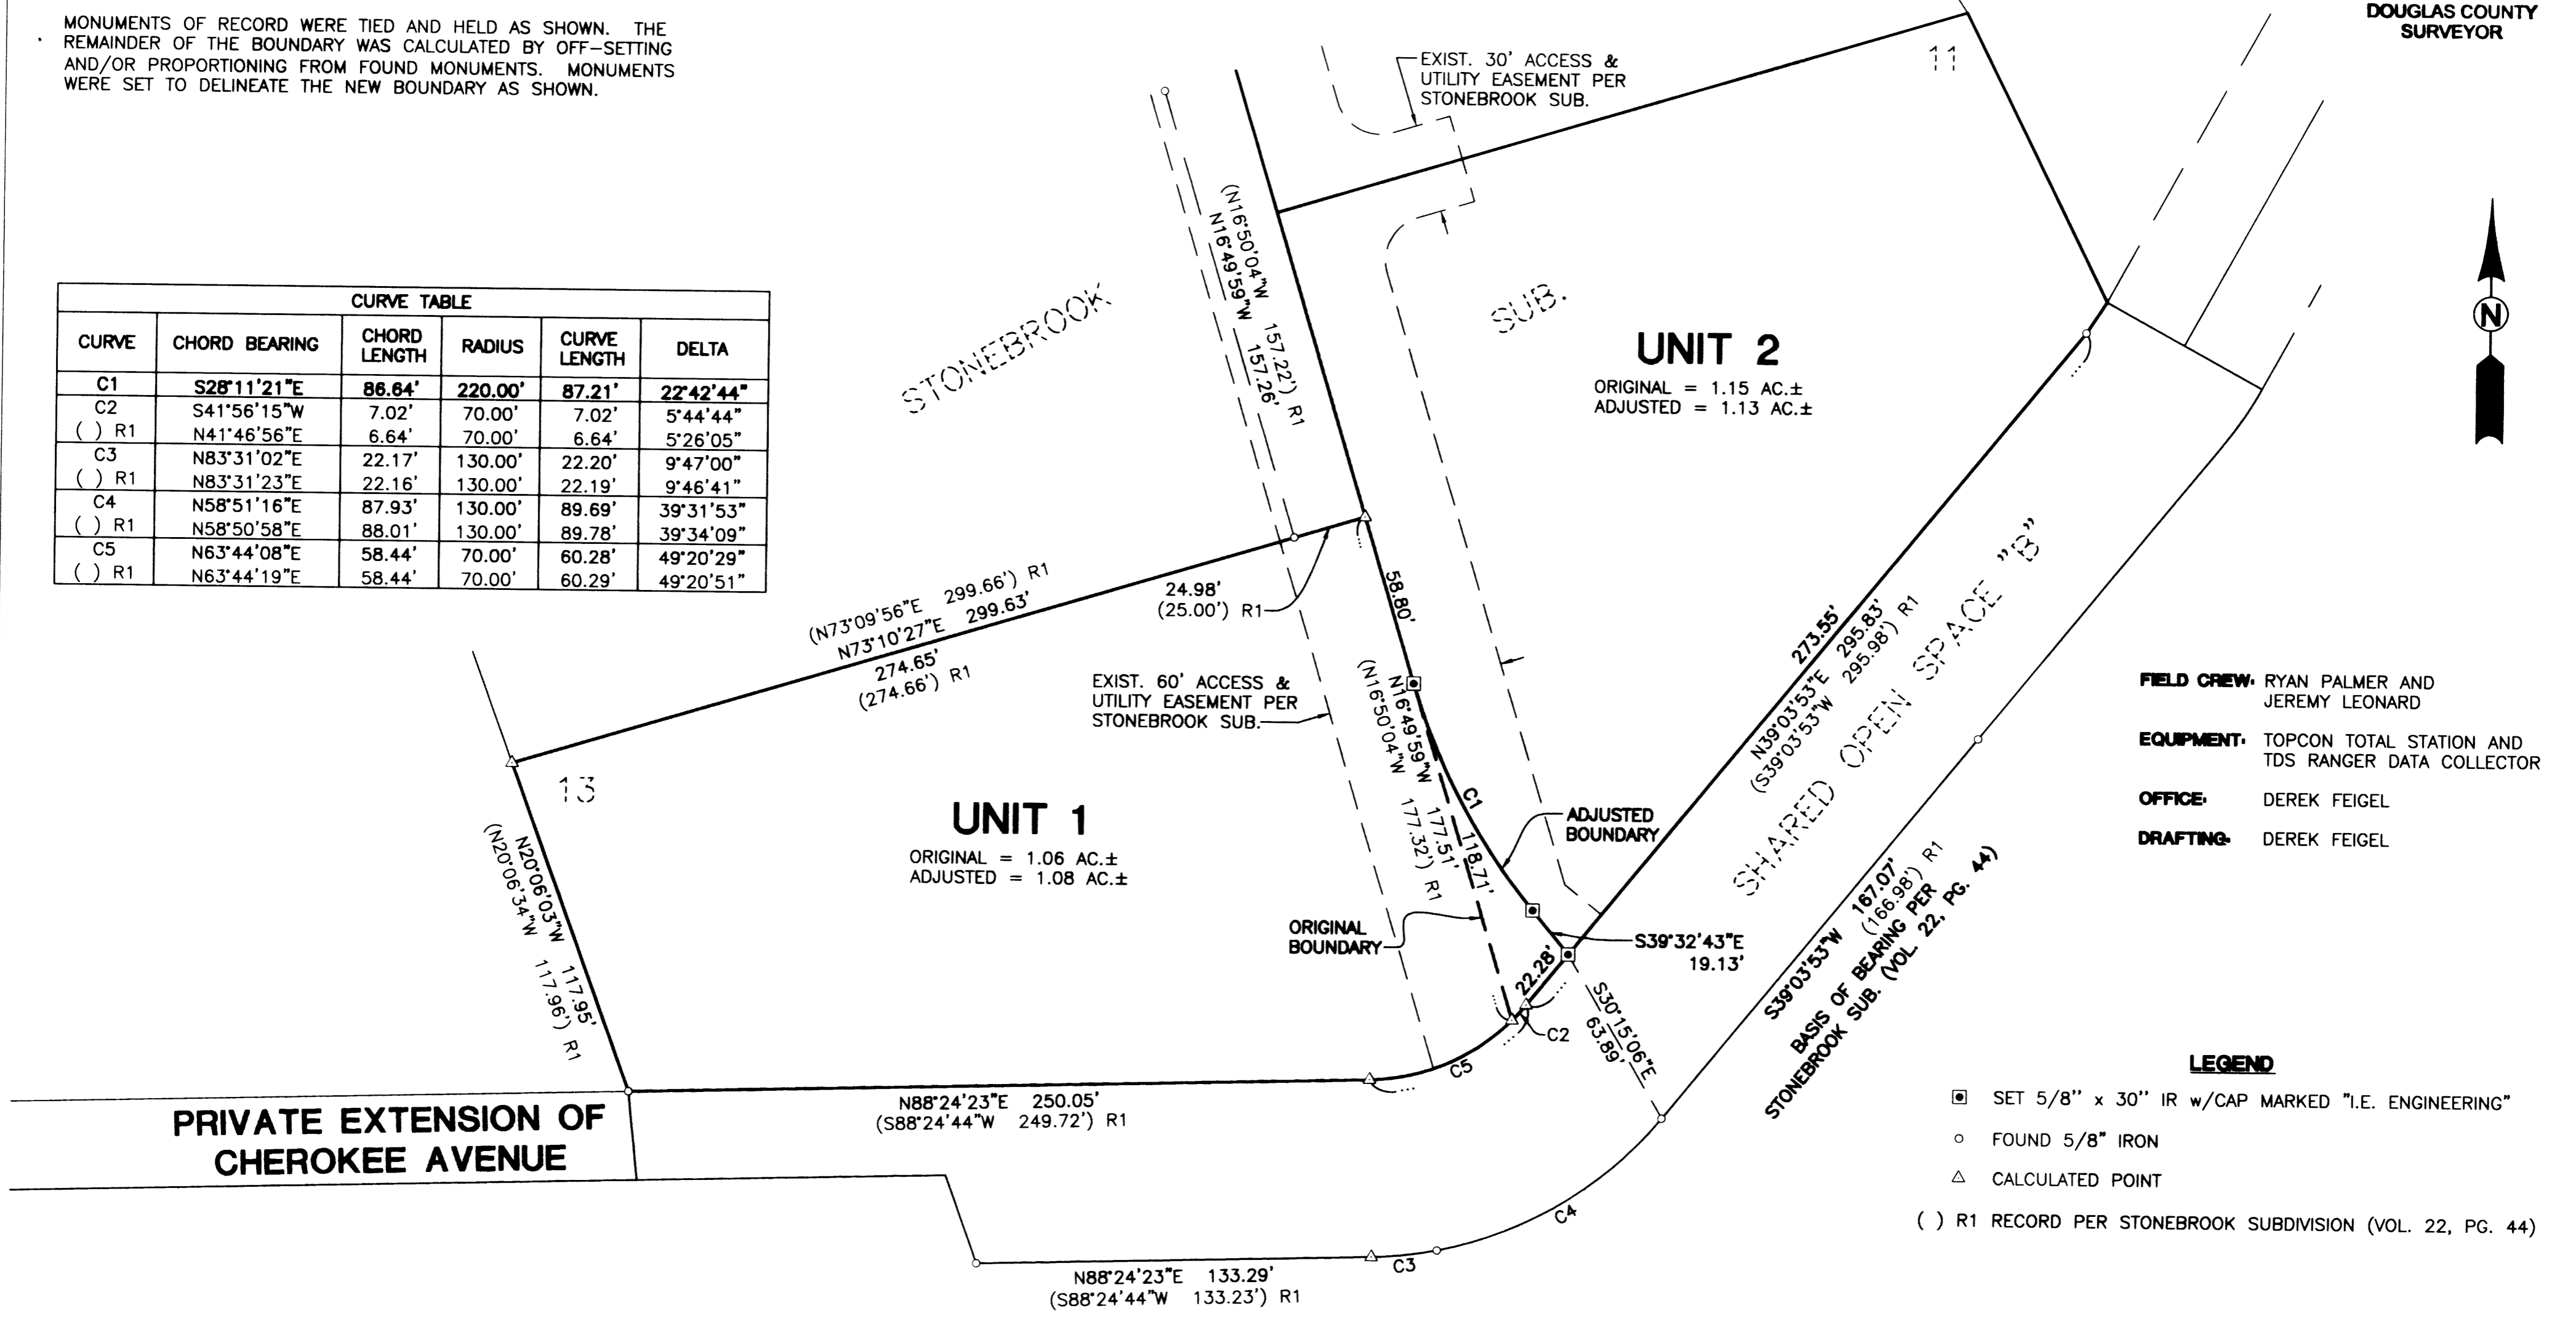 MONUMENTS OF RECORD WERE TIED AND HELD AS SHOWN. THE
REMAINDER OF THE BOUNDARY WAS CALCULATED BY OFF-SETTING
AND/OR PROPORTIONING FROM FOUND MONUMENTS. MONUMENTS
WERE SET TO DELINEATE THE NEW BOUNDARY AS SHOWN.
DOUGLAS COUNTY
SURVEYOR
EXIST. 30' ACCESS &
UTILITY EASEMENT PER
STONEBROOK SUB.
11
CURVE TABLE
CURVE CHORD BEARING CHORD LENGTH RADIUS CURVE LENGTH DELTA
C1 S28°11'21"E 86.64' 220.00' 87.21' 22°42'44"
C2 S41°56'15"W 7.02' 70.00' 7.02' 5°44'44"
( ) R1 N41°46'56"E 6.64' 70.00' 6.64' 5°26'05"
C3 N83°31'02"E 22.17' 130.00' 22.20' 9°47'00"
( ) R1 N83°31'23"E 22.16' 130.00' 22.19' 9°46'41"
C4 N58°51'16"E 87.93' 130.00' 89.69' 39°31'53"
( ) R1 N58°50'58"E 88.01' 130.00' 89.78' 39°34'09"
C5 N63°44'08"E 58.44' 70.00' 60.28' 49°20'29"
( ) R1 N63°44'19"E 58.44' 70.00' 60.29' 49°20'51"
(N16°50'04"W 157.22') R1
N16°49'59"W 157.26'
STONEBROOK
SUB.
N
UNIT 2
ORIGINAL = 1.15 AC.±
ADJUSTED = 1.13 AC.±
(N73°09'56"E 299.66') R1
N73°10'27"E 299.63'
274.65'
(274.66') R1
24.98'
(25.00') R1
58.80'
EXIST. 60' ACCESS &
UTILITY EASEMENT PER
STONEBROOK SUB.
N16°49'59"W 177.51'
(N16°50'04"W 177.32') R1
C1
118.71'
ADJUSTED
BOUNDARY
273.55'
N39°03'53"E 295.83'
(S39°03'53"W 295.98') R1
SHARED OPEN SPACE "B"
FIELD CREW: RYAN PALMER AND
JEREMY LEONARD
EQUIPMENT: TOPCON TOTAL STATION AND
TDS RANGER DATA COLLECTOR
OFFICE: DEREK FEIGEL
DRAFTING: DEREK FEIGEL
13
UNIT 1
ORIGINAL = 1.06 AC.±
ADJUSTED = 1.08 AC.±
N20°06'03"W 117.95'
(N20°06'34"W 117.96') R1
ORIGINAL
BOUNDARY
22.28'
S39°32'43"E
19.13'
C2
C5
S30°15'06"E
63.89'
S39°03'53"W 167.07'
(166.98') R1
BASIS OF BEARING PER
STONEBROOK SUB. (VOL. 22, PG. 44)
N88°24'23"E 250.05'
(S88°24'44"W 249.72') R1
PRIVATE EXTENSION OF
CHEROKEE AVENUE
C4
C3
N88°24'23"E 133.29'
(S88°24'44"W 133.23') R1
LEGEND
SET 5/8" x 30" IR w/CAP MARKED "I.E. ENGINEERING"
FOUND 5/8" IRON
CALCULATED POINT
( ) R1 RECORD PER STONEBROOK SUBDIVISION (VOL. 22, PG. 44)